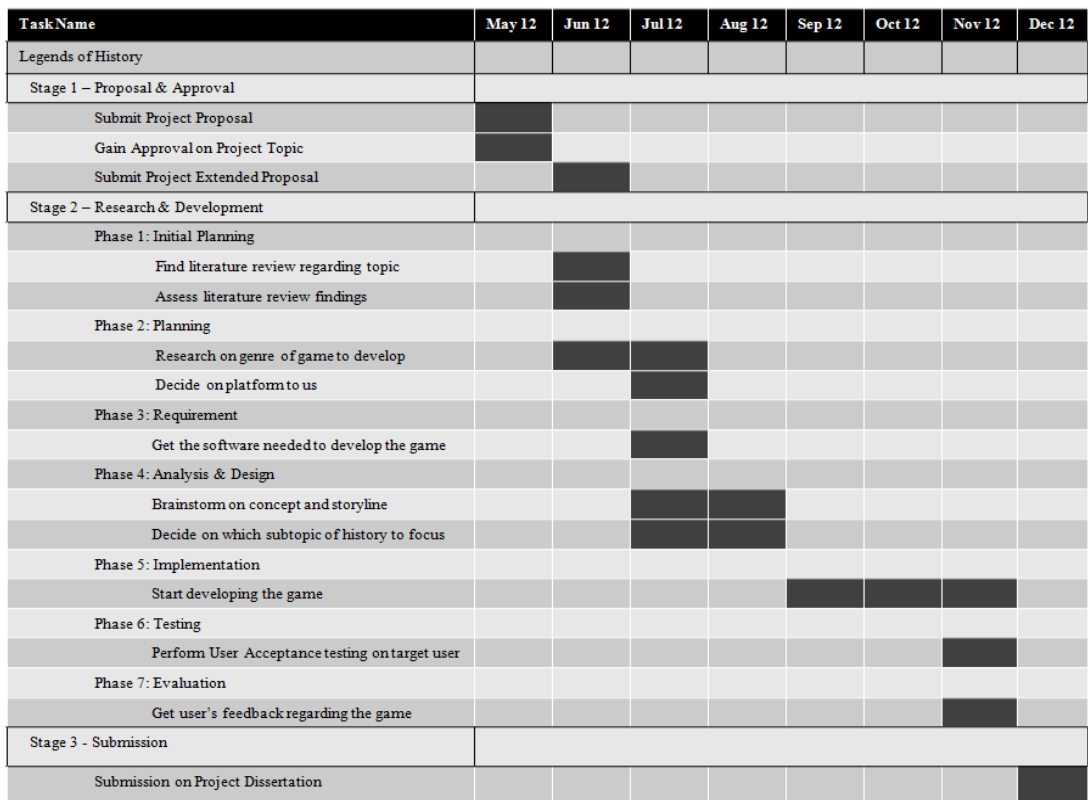 Task Name May 12 Jun 12 Jul 12 Aug 12 Sep 12 Oct 12 Nov 12 Dec 12
Legends of History
Stage 1 – Proposal & Approval
Submit Project Proposal
Gain Approval on Project Topic
Submit Project Extended Proposal
Stage 2 – Research & Development
Phase 1: Initial Planning
Find literature review regarding topic
Assess literature review findings
Phase 2: Planning
Research on genre of game to develop
Decide on platform to us
Phase 3: Requirement
Get the software needed to develop the game
Phase 4: Analysis & Design
Brainstorm on concept and storyline
Decide on which subtopic of history to focus
Phase 5: Implementation
Start developing the game
Phase 6: Testing
Perform User Acceptance testing on target user
Phase 7: Evaluation
Get user's feedback regarding the game
Stage 3 - Submission
Submission on Project Dissertation